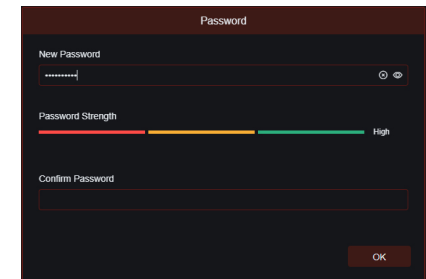 Password
New Password
••••••••••
Password Strength
High
Confirm Password
OK